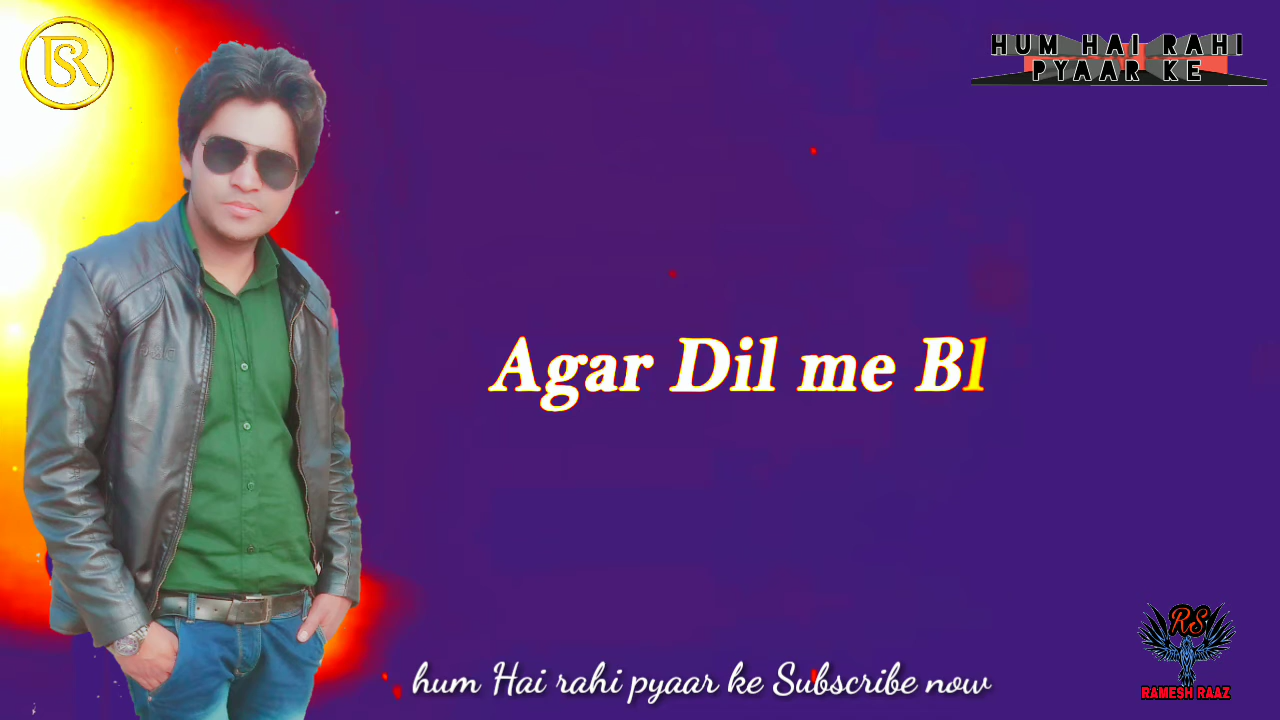 SR
HUM HAI RAHI
PYAAR KE
Agar Dil me Bl
hum Hai rahi pyaar ke Subscribe now
RS
RAMESH RAAZ